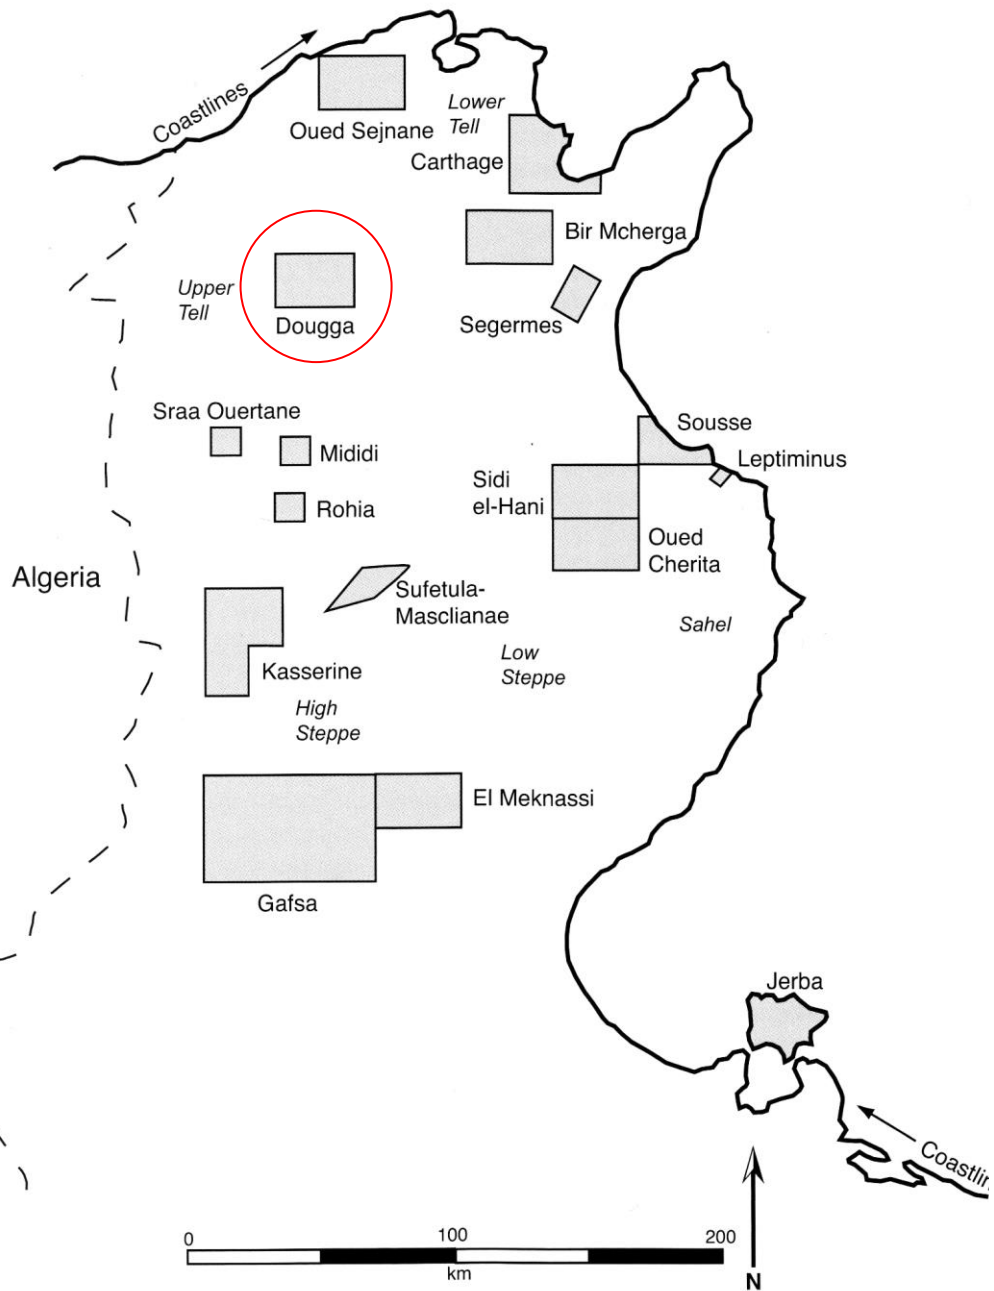 Coastlines
Oued Sejnane
Lower
Tell
Carthage
Bir Mcherga
Upper
Tell
Dougga
Segermes
Sraa Ouertane
Mididi
Sousse
Leptiminus
Sidi
el-Hani
Rohia
Oued
Cherita
Algeria
Sufetula-
Masclianae
Sahel
Low
Steppe
Kasserine
High
Steppe
El Meknassi
Gafsa
Jerba
Coastlin
0 100 200
km
N